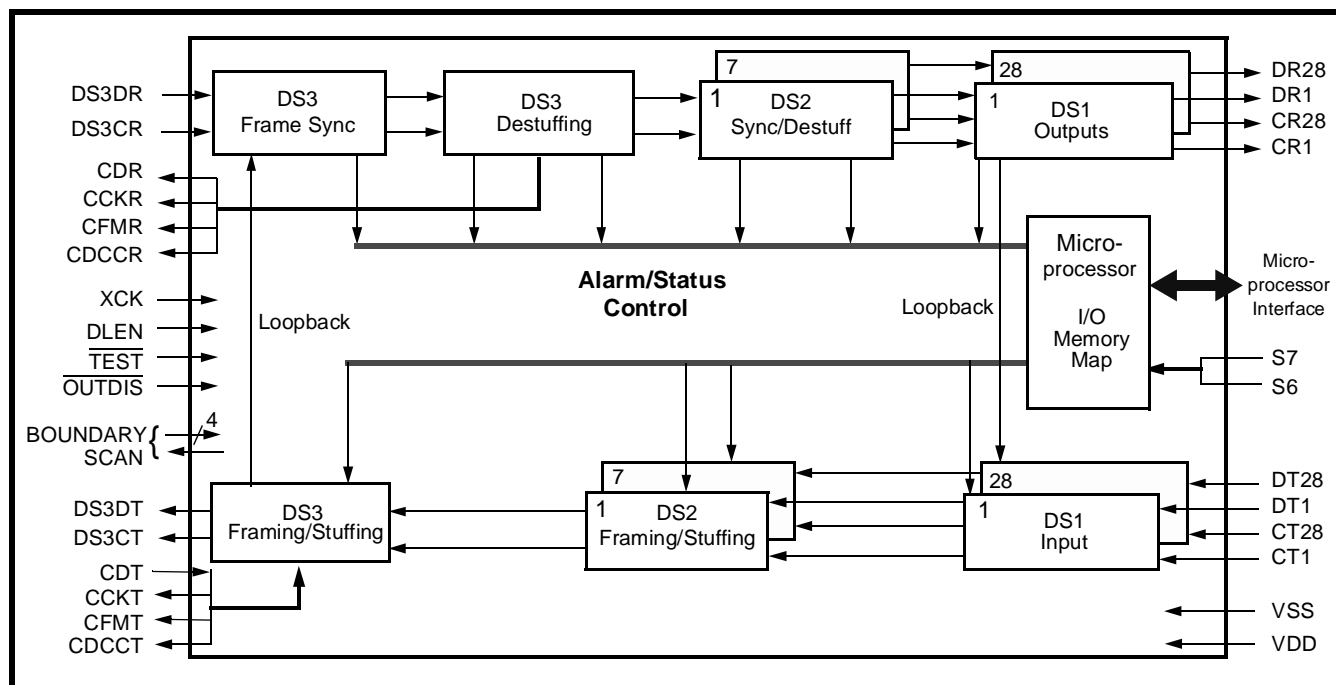 DS3DR
DS3CR
CDR
CCKR
CFMR
CDCCR
XCK
DLEN
TEST
OUTDIS
BOUNDARY {
SCAN
4
DS3DT
DS3CT
CDT
CCKT
CFMT
CDCCT
DS3
Frame Sync
DS3
Destuffing
7
1
DS2
Sync/Destuff
28
1
DS1
Outputs
DR28
DR1
CR28
CR1
Alarm/Status
Control
Loopback
Loopback
Micro-
processor
I/O
Memory
Map
Micro-
processor
Interface
S7
S6
DS3
Framing/Stuffing
7
1
DS2
Framing/Stuffing
28
1
DS1
Input
DT28
DT1
CT28
CT1
VSS
VDD